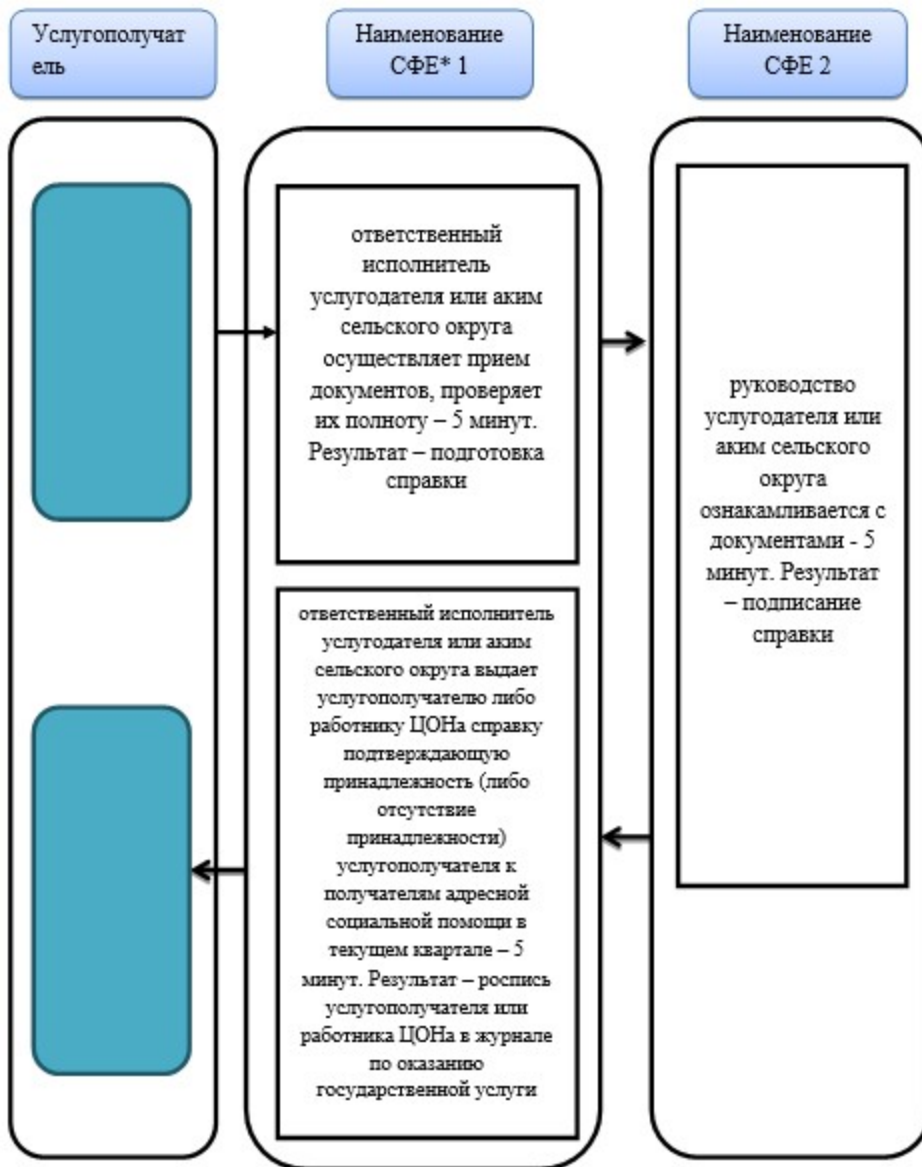 Услугополучат
ель
Наименование
СФЕ* 1
Наименование
СФЕ 2
ответственный
исполнитель
услугодателя или аким
сельского округа
осуществляет прием
документов, проверяет
их полноту – 5 минут.
Результат – подготовка
справки
руководство
услугодателя или
аким сельского
округа
ознакамливается с
документами - 5
минут. Результат
– подписание
справки
ответственный исполнитель
услугодателя или аким
сельского округа выдает
услугополучателю либо
работнику ЦОНа справку
подтверждающую
принадлежность (либо
отсутствие
принадлежности)
услугополучателя к
получателям адресной
социальной помощи в
текущем квартале – 5
минут. Результат – роспись
услугополучателя или
работника ЦОНа в журнале
по оказанию
государственной услуги